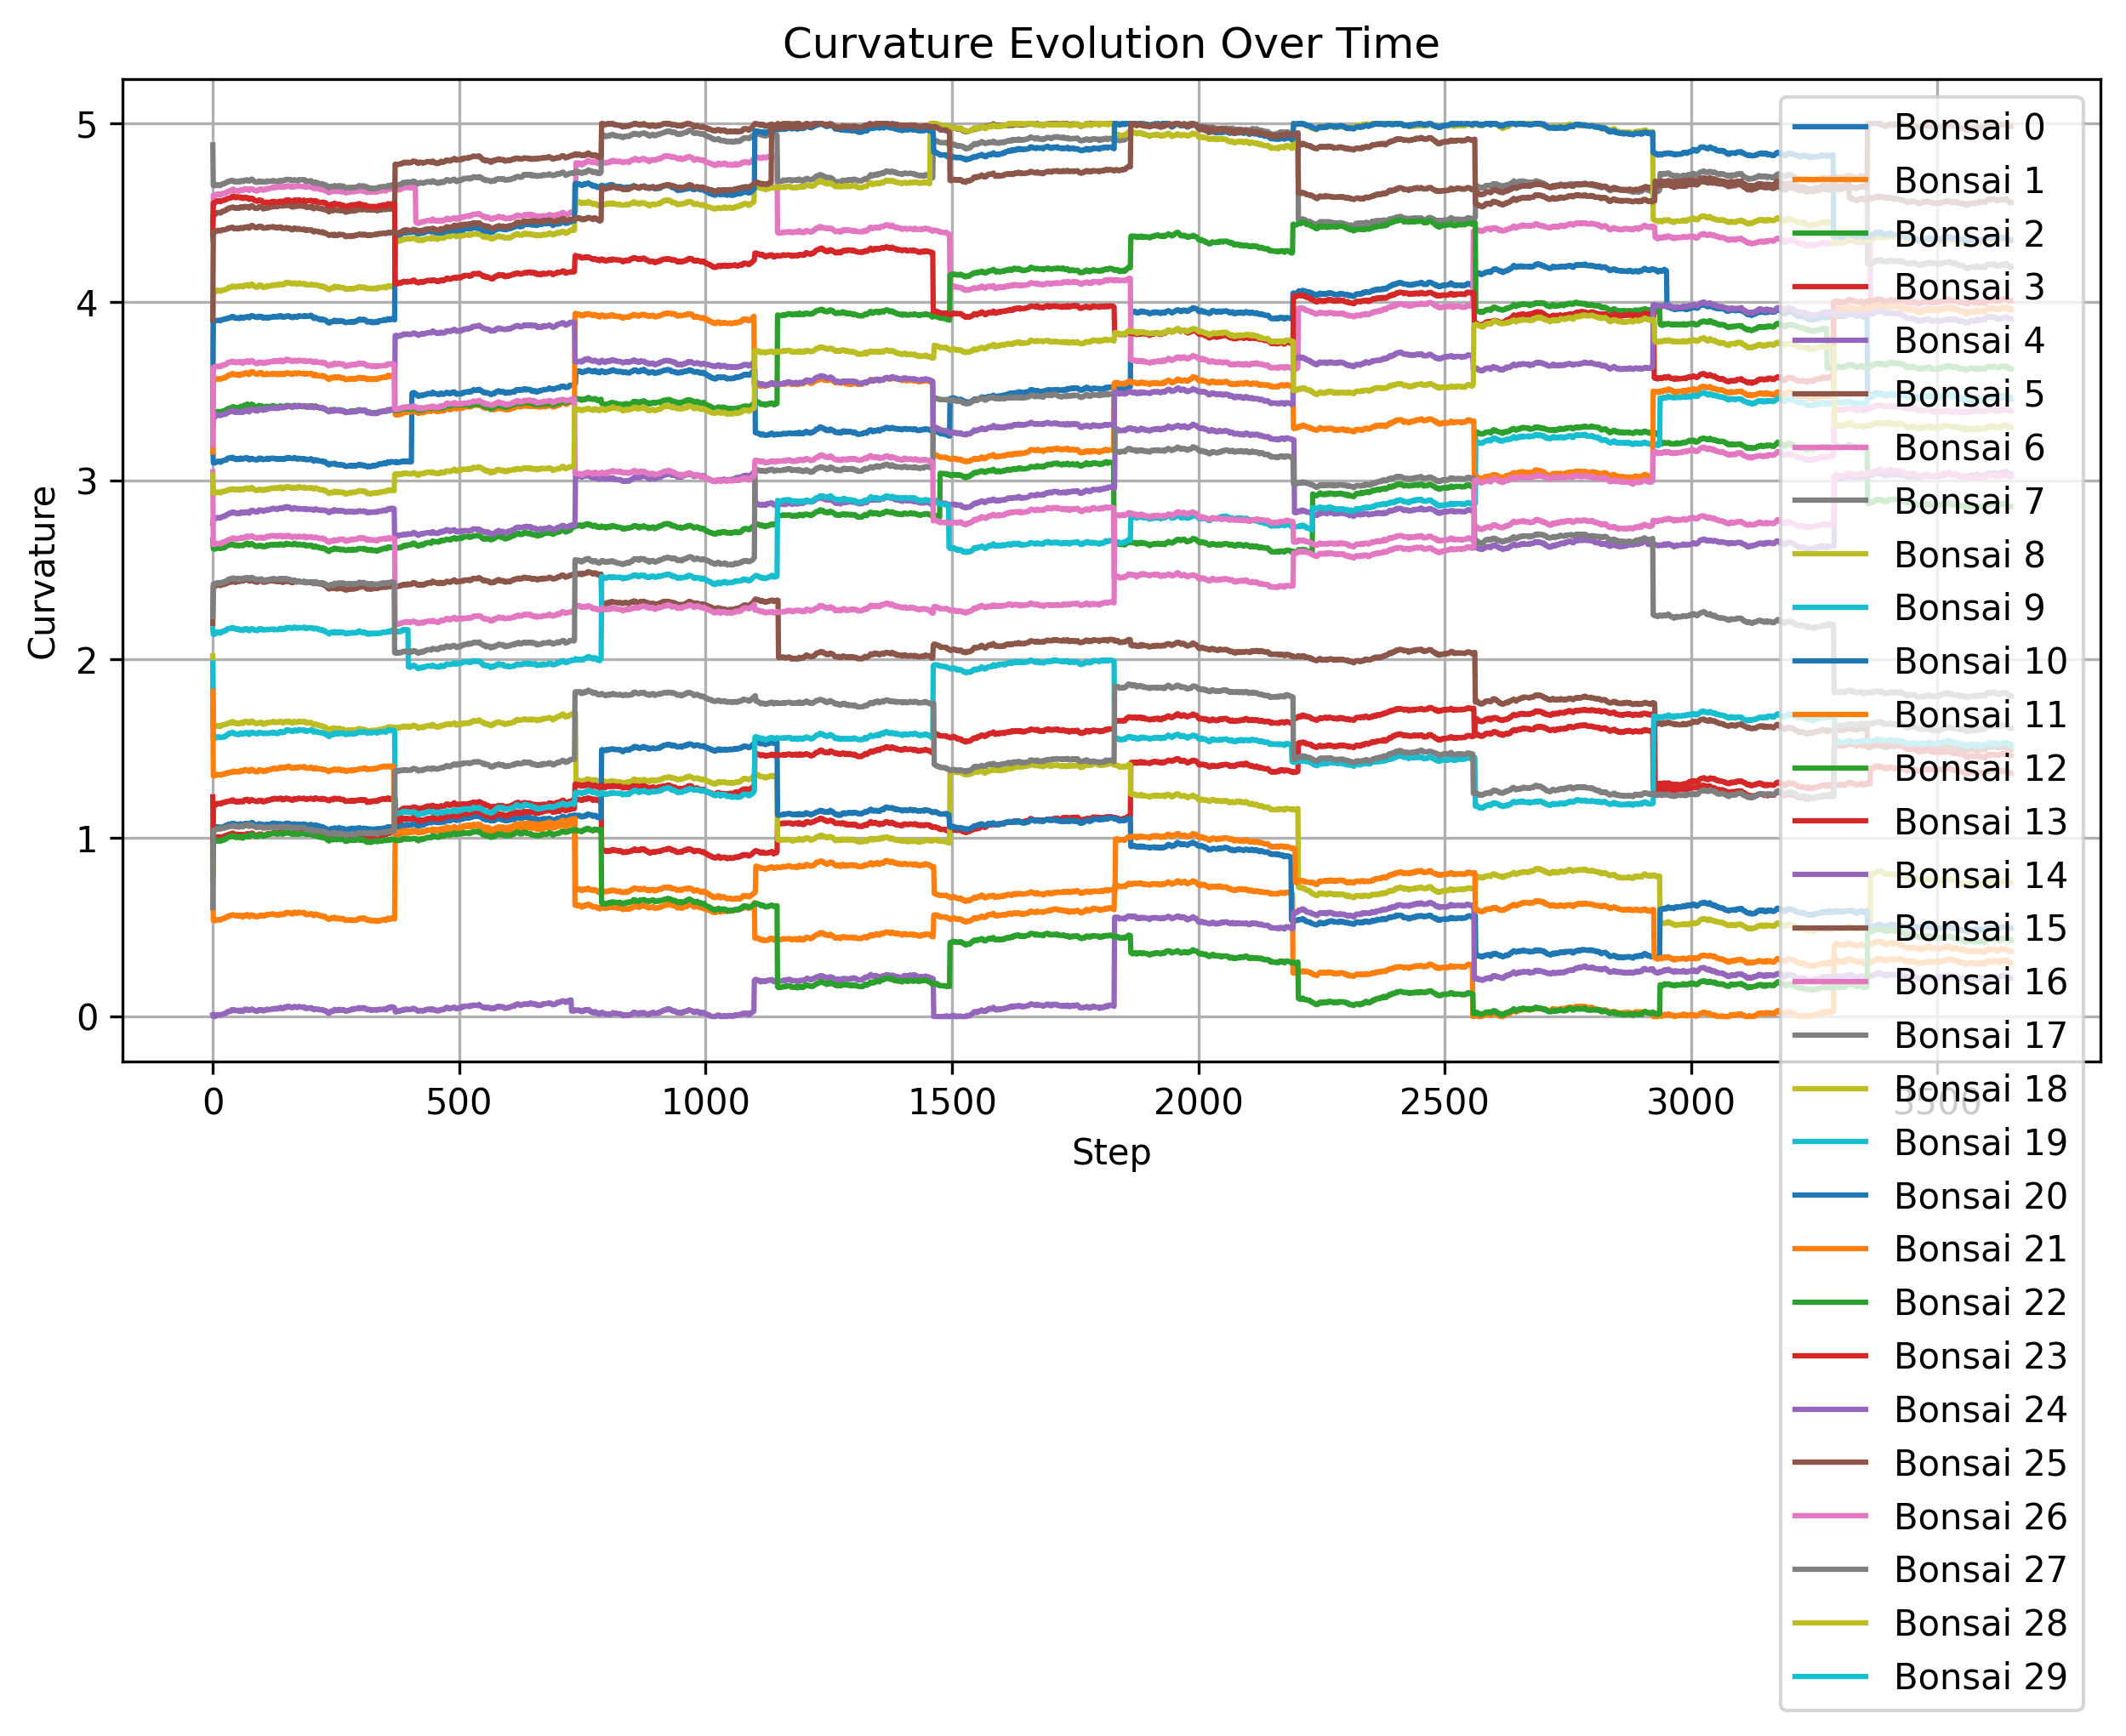 Curvature Evolution Over Time
Curvature
5
4
3
2
1
0
0
500
1000
1500
2000
2500
3000
3500
Step
Bonsai 0
Bonsai 1
Bonsai 2
Bonsai 3
Bonsai 4
Bonsai 5
Bonsai 6
Bonsai 7
Bonsai 8
Bonsai 9
Bonsai 10
Bonsai 11
Bonsai 12
Bonsai 13
Bonsai 14
Bonsai 15
Bonsai 16
Bonsai 17
Bonsai 18
Bonsai 19
Bonsai 20
Bonsai 21
Bonsai 22
Bonsai 23
Bonsai 24
Bonsai 25
Bonsai 26
Bonsai 27
Bonsai 28
Bonsai 29